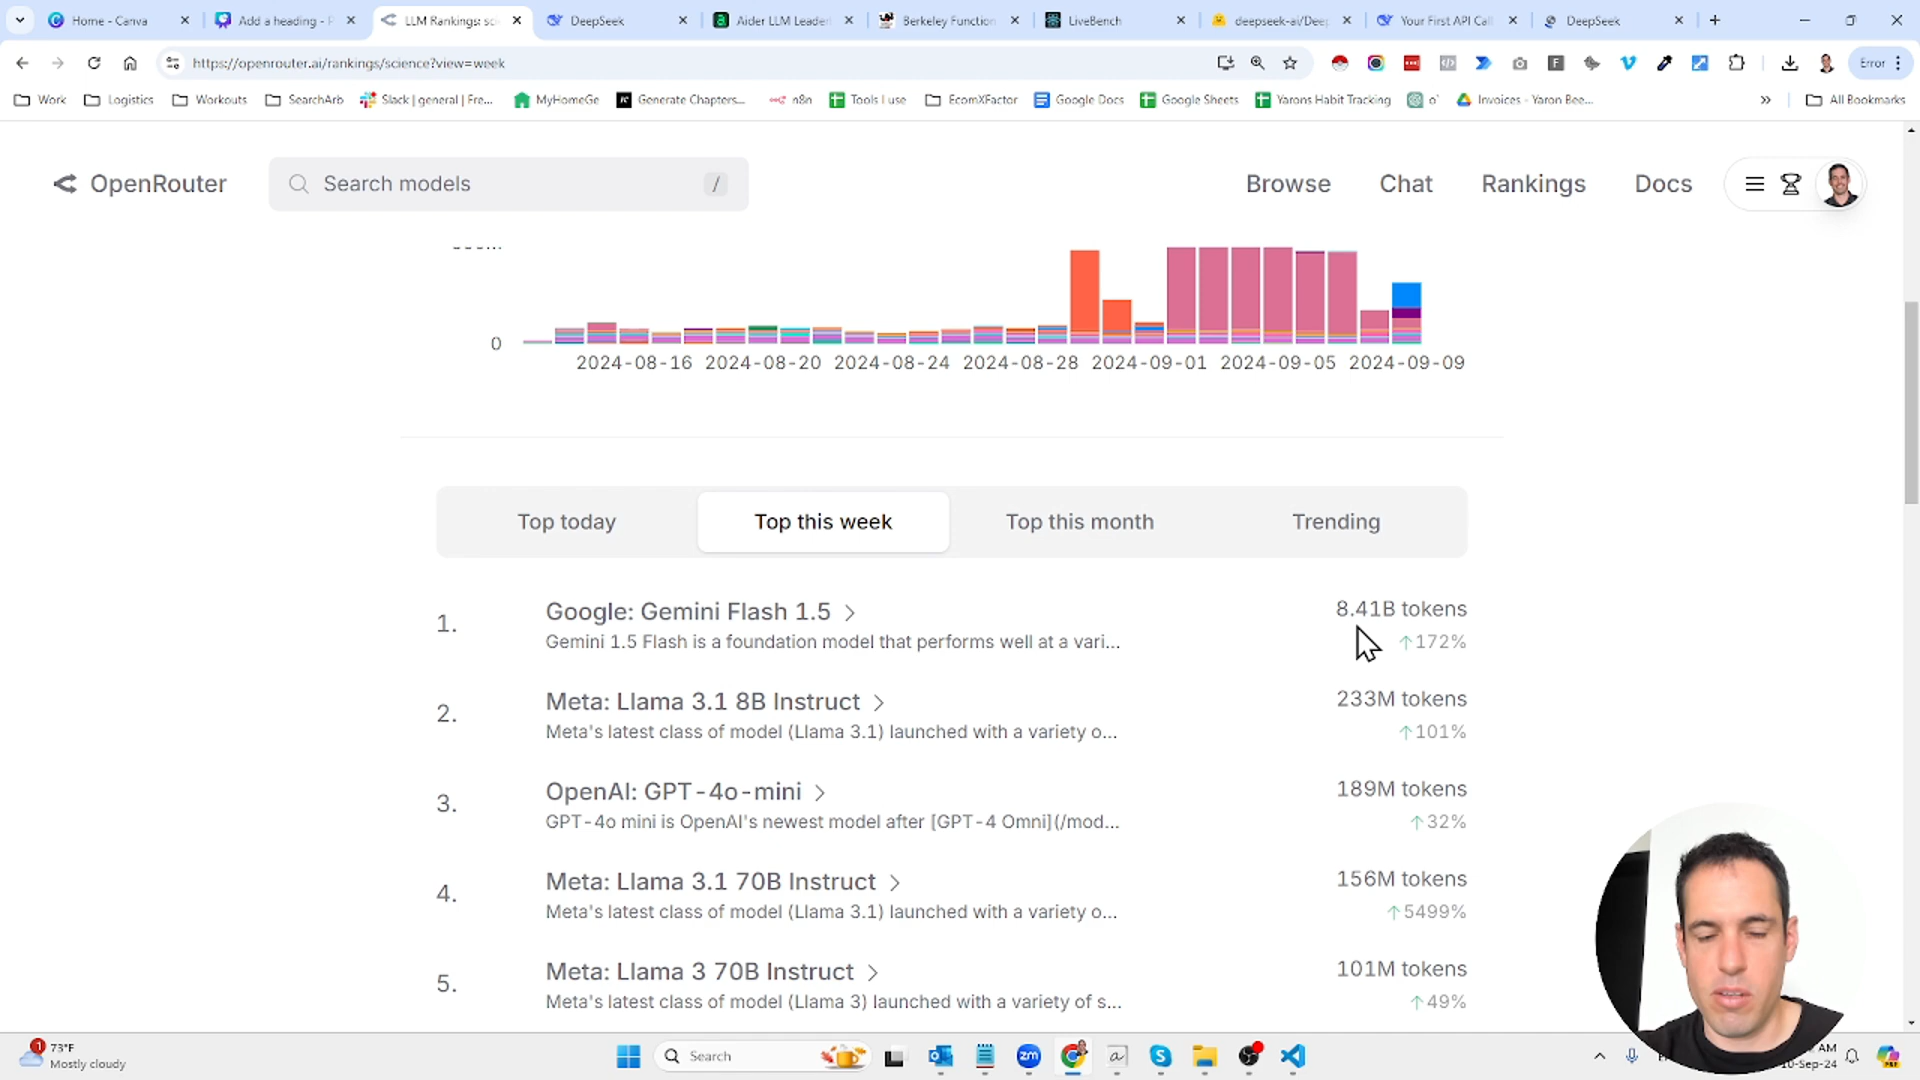 Home - Canva
Add a heading - P
LLM Rankings: sci
DeepSeek
Aider LLM Leader
Berkeley Function
LiveBench
deepseek-ai/Deep
Your First API Call
DeepSeek
https://openrouter.ai/rankings/science?view=week
Error
Work
Logistics
Workouts
SearchArb
Slack | general | Fre...
MyHomeGe
Generate Chapters...
n8n
Tools I use
EcomXFactor
Google Docs
Google Sheets
Yarons Habit Tracking
o'
Invoices - Yaron Bee...
»
All Bookmarks
OpenRouter
Search models
/
Browse
Chat
Rankings
Docs
0
2024-08-16 2024-08-20 2024-08-24 2024-08-28 2024-09-01 2024-09-05 2024-09-09
Top today
Top this week
Top this month
Trending
1.
Google: Gemini Flash 1.5
8.41B tokens
Gemini 1.5 Flash is a foundation model that performs well at a vari...
↑172%
2.
Meta: Llama 3.1 8B Instruct
233M tokens
Meta's latest class of model (Llama 3.1) launched with a variety o...
↑101%
3.
OpenAI: GPT-4o-mini
189M tokens
GPT-4o mini is OpenAI's newest model after [GPT-4 Omni](/mod...
↑32%
4.
Meta: Llama 3.1 70B Instruct
156M tokens
Meta's latest class of model (Llama 3.1) launched with a variety o...
↑5499%
5.
Meta: Llama 3 70B Instruct
101M tokens
Meta's latest class of model (Llama 3) launched with a variety of s...
↑49%
1
73°F
Mostly cloudy
Search
zm
a
AM
10-Sep-24